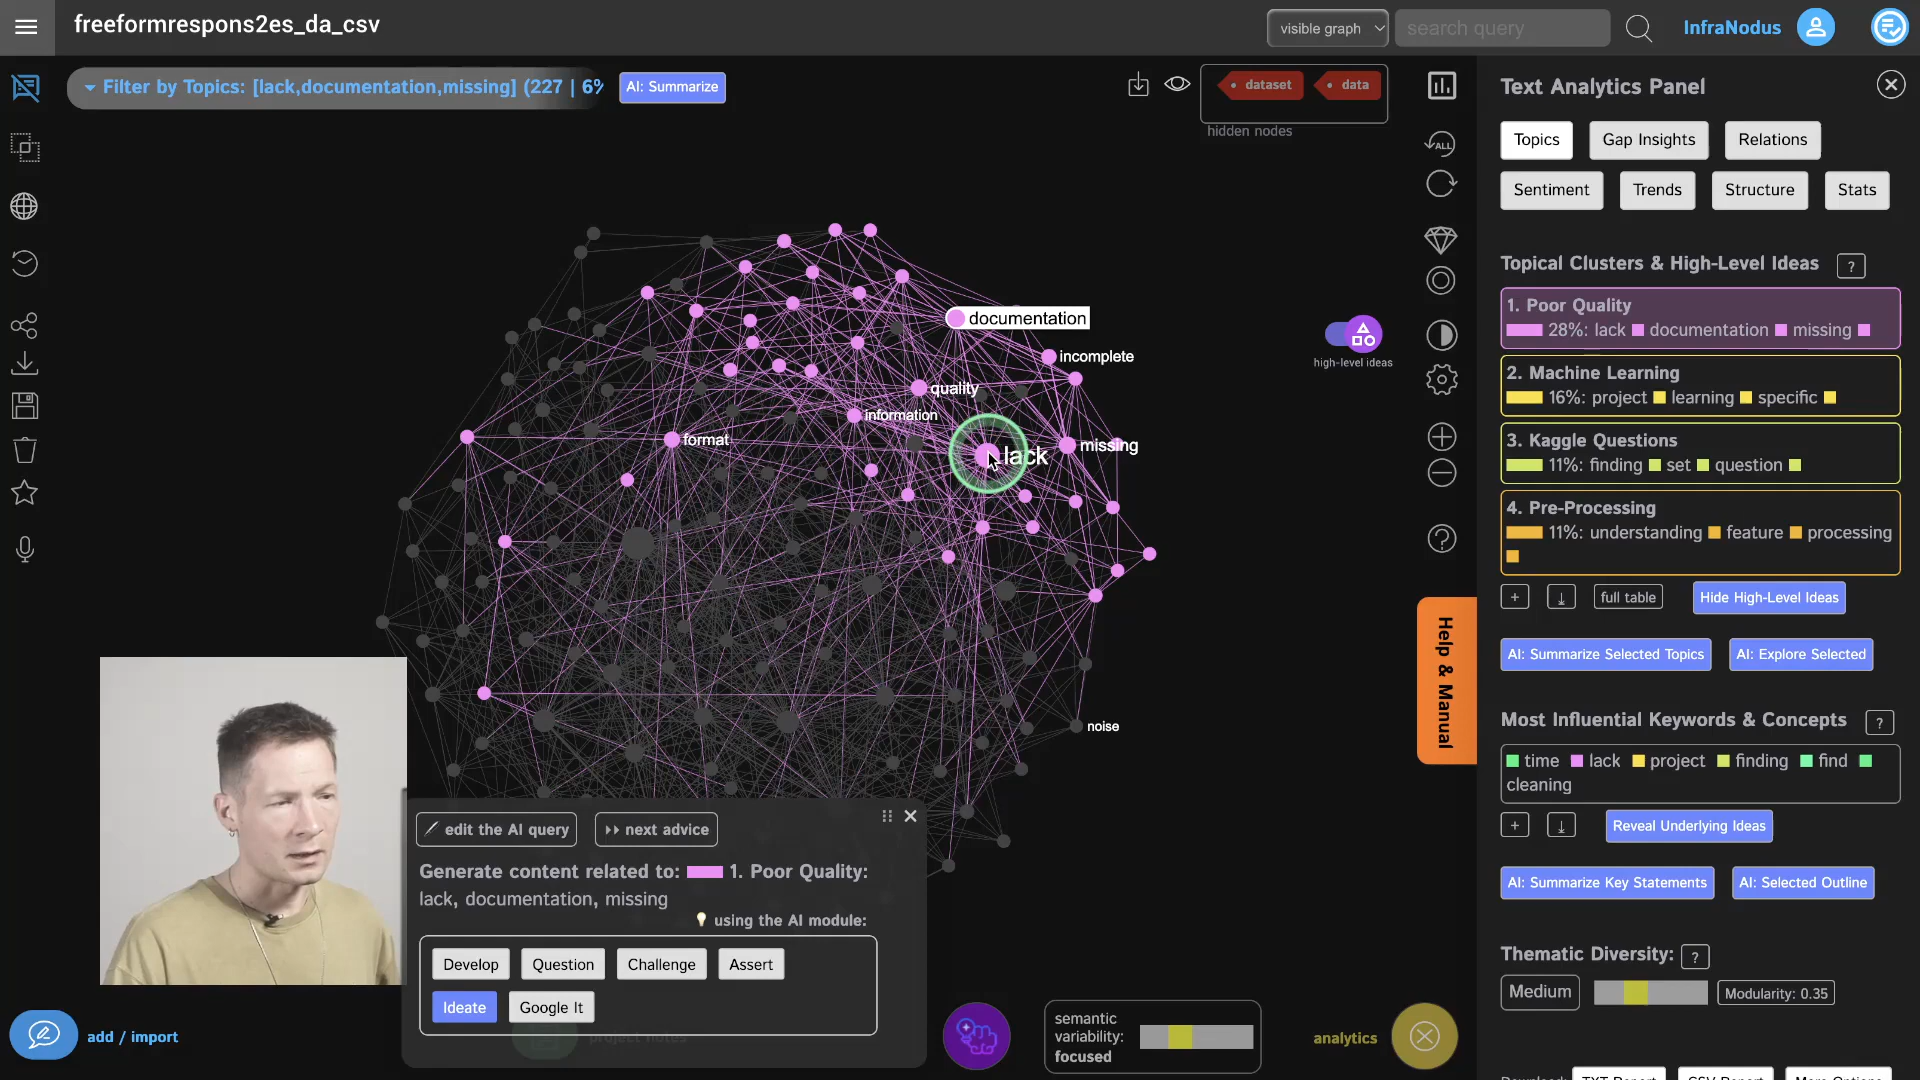 freeformrespons2es_da_csv
visible graph
search query
InfraNodus
Filter by Topics: [lack,documentation,missing] (227 | 6%
AI: Summarize
dataset
data
hidden nodes
documentation
incomplete
quality
information
format
lack
missing
noise
high-level ideas
ALL
Help & Manual
Text Analytics Panel
Topics
Gap Insights
Relations
Sentiment
Trends
Structure
Stats
Topical Clusters & High-Level Ideas
?
1. Poor Quality
28%: lack documentation missing
2. Machine Learning
16%: project learning specific
3. Kaggle Questions
11%: finding set question
4. Pre-Processing
11%: understanding feature processing
+
full table
Hide High-Level Ideas
AI: Summarize Selected Topics
AI: Explore Selected
Most Influential Keywords & Concepts
?
time lack project finding find
cleaning
+
Reveal Underlying Ideas
AI: Summarize Key Statements
AI: Selected Outline
Thematic Diversity:
?
Medium
Modularity: 0.35
edit the AI query
next advice
Generate content related to: 1. Poor Quality:
lack, documentation, missing
using the AI module:
Develop
Question
Challenge
Assert
Ideate
Google It
project notes
add / import
semantic
variability:
focused
analytics